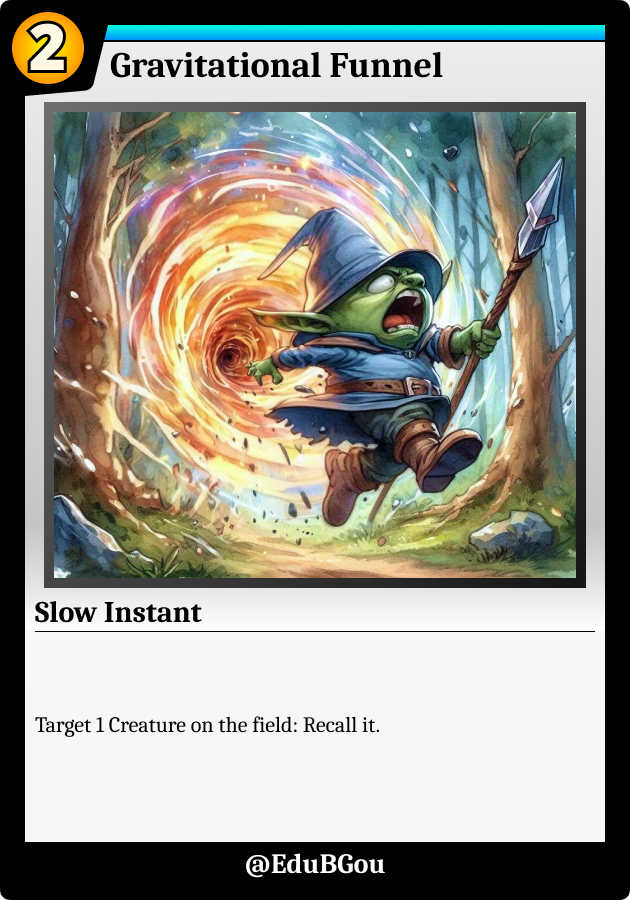 2
Gravitational Funnel
Slow Instant
Target 1 Creature on the field: Recall it.
@EduBGou